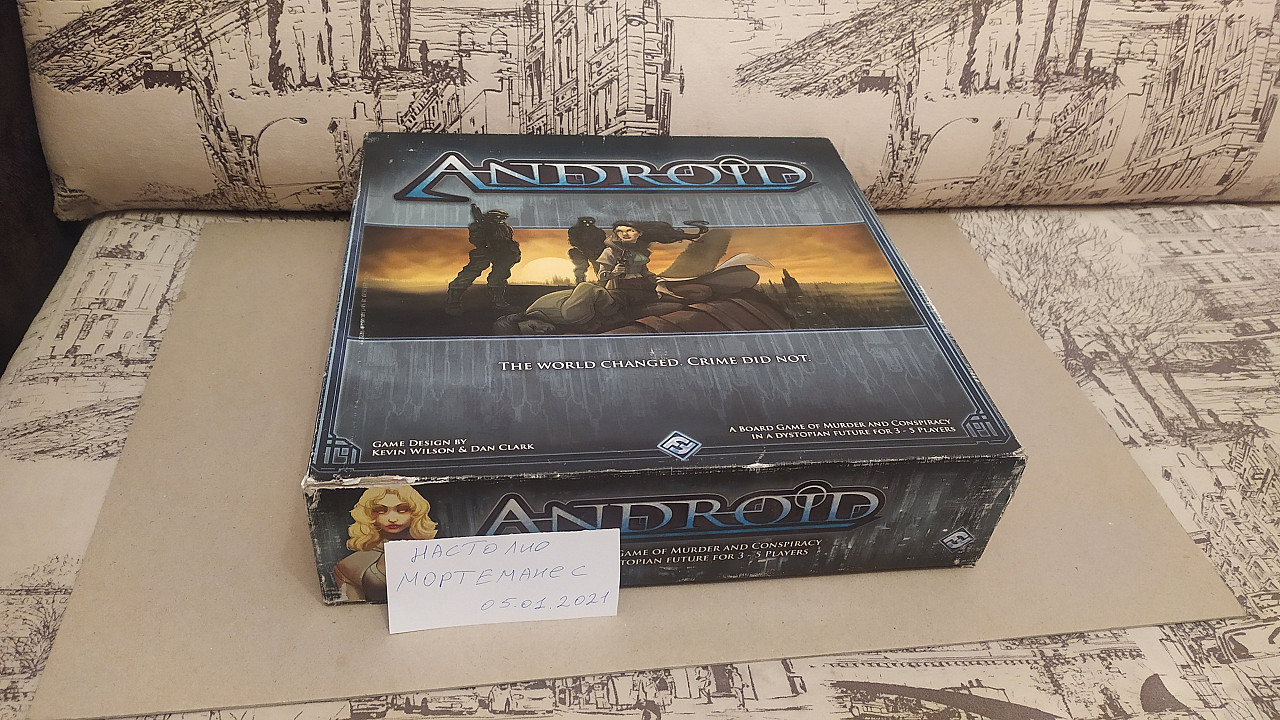 ANDROID
THE WORLD CHANGED. CRIME DID NOT.
GAME DESIGN BY
KEVIN WILSON & DAN CLARK
A BOARD GAME OF MURDER AND CONSPIRACY
IN A DYSTOPIAN FUTURE FOR 3 - 5 PLAYERS
ANDROID
GAME OF MURDER AND CONSPIRACY
TOPIAN FUTURE FOR 3 - 5 PLAYERS
НАСТОЛИО
МОРТЕМАНЕС
05.01.2021